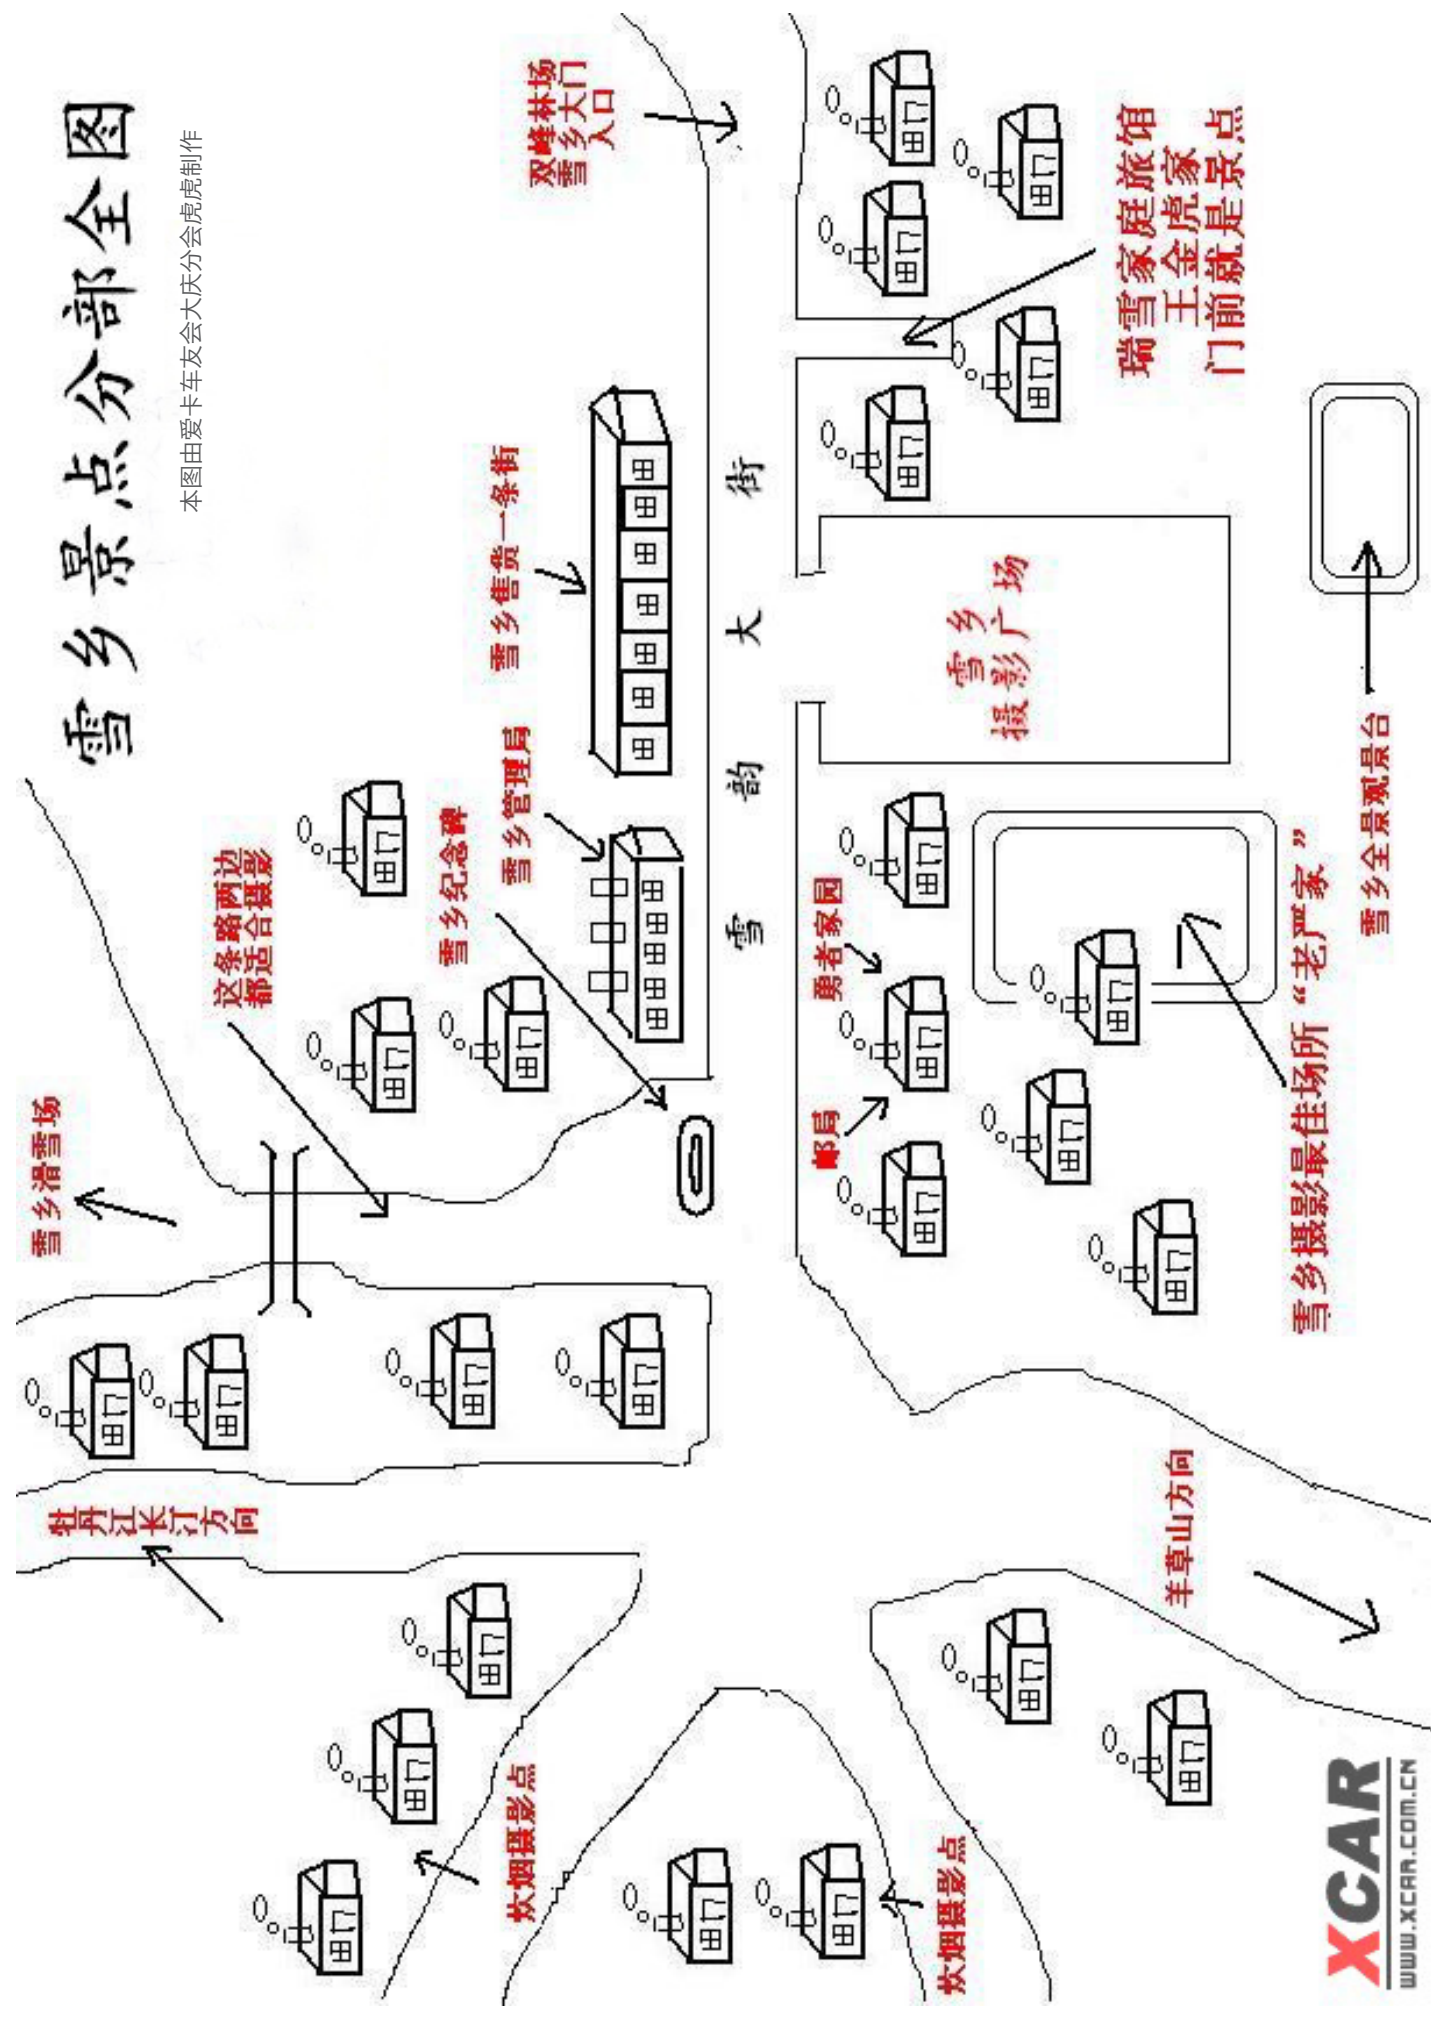 雪乡景点分部全图
本图由爱卡车友会大庆分会虎虎制作
双峰林场
雪乡大门
入口
雪乡售货一条街
雪乡管理局
雪乡纪念碑
这条路两边
都适合摄影
雪乡滑雪场
牡丹江长汀方向
炊烟摄影点
雪韵大街
瑞雪家庭旅馆
王金虎家
门前就是景点
雪乡
摄影广场
勇者家园
邮局
雪乡全景观景台
雪乡摄影最佳场所“老严家”
羊草山方向
炊烟摄影点
XCAR
WWW.XCAR.COM.CN